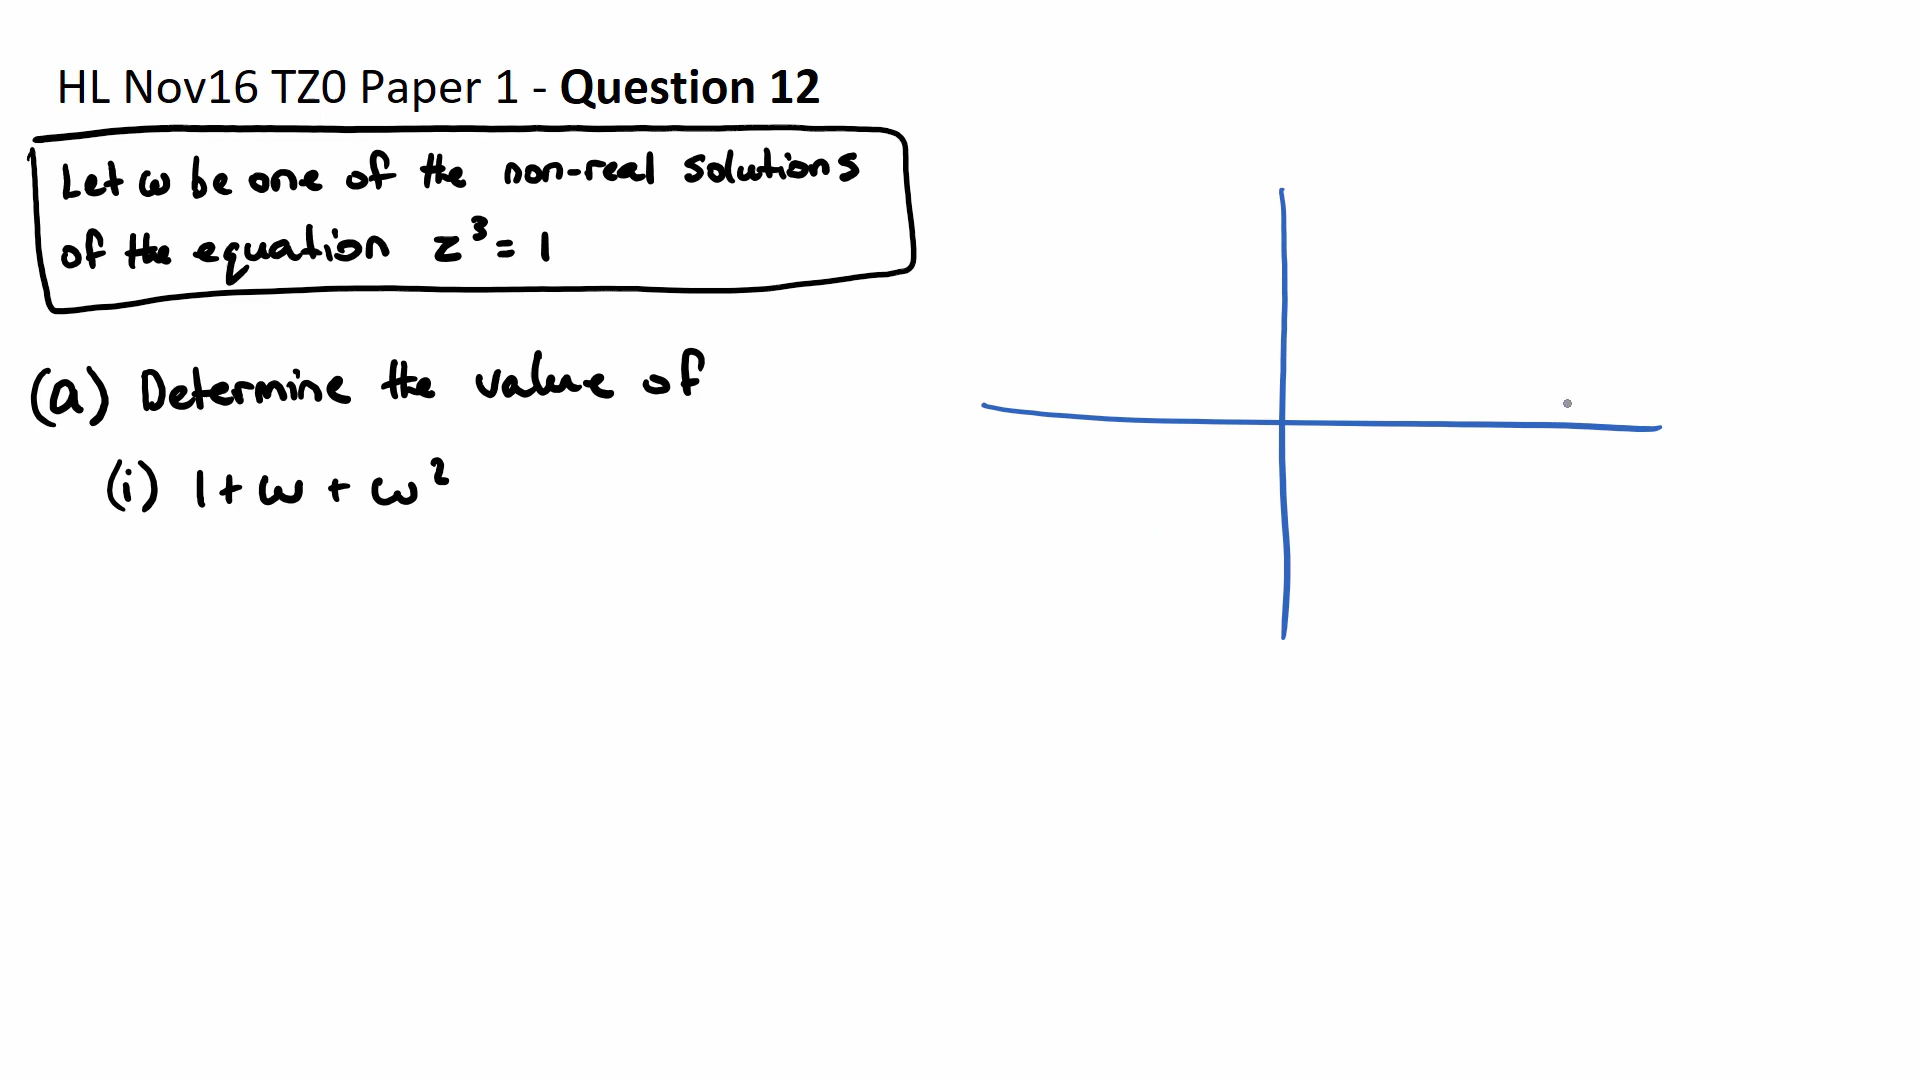 HL Nov16 TZ0 Paper 1 - Question 12
Let ω be one of the non-real solutions
of the equation z³ = 1
(a) Determine the value of
(i) 1 + ω + ω²